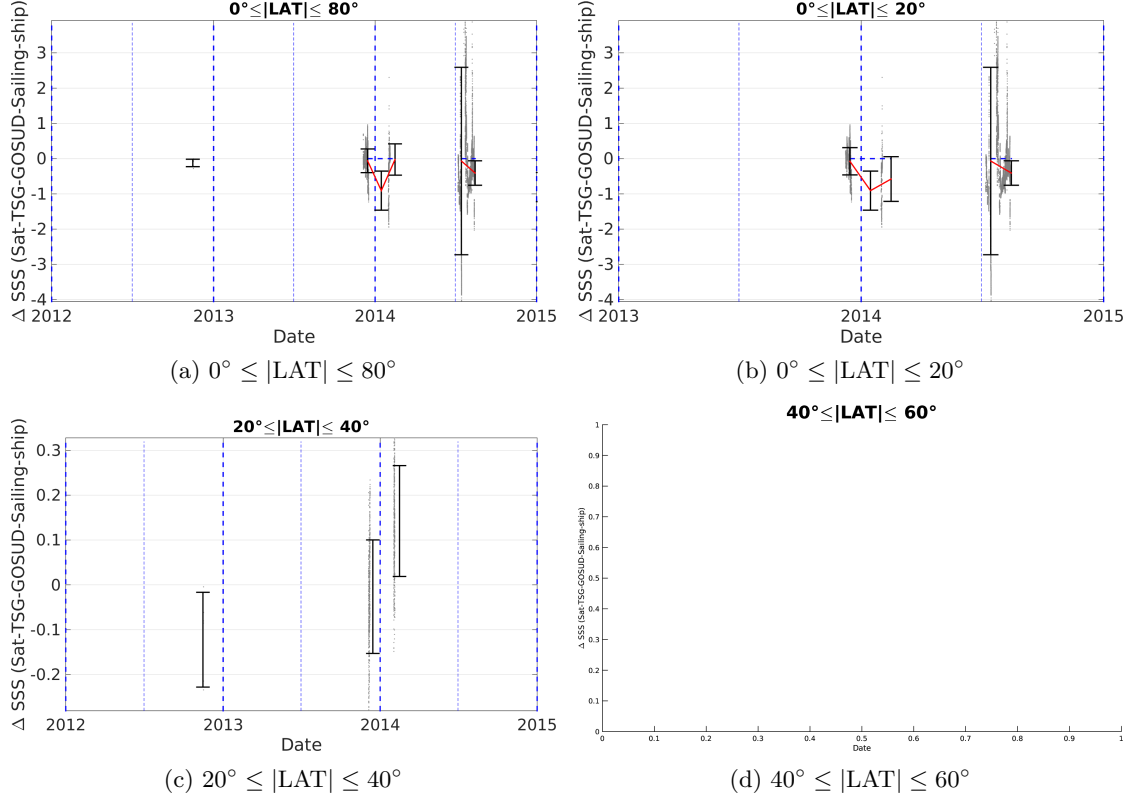 0°≤|LAT|≤ 80°
Δ SSS (Sat-TSG-GOSUD-Sailing-ship)
3
2
1
0
-1
-2
-3
-4
2012 2013 2014 2015
Date
(a) 0° ≤ |LAT| ≤ 80°
0°≤|LAT|≤ 20°
Δ SSS (Sat-TSG-GOSUD-Sailing-ship)
3
2
1
0
-1
-2
-3
-4
2013 2014 2015
Date
(b) 0° ≤ |LAT| ≤ 20°
20°≤|LAT|≤ 40°
Δ SSS (Sat-TSG-GOSUD-Sailing-ship)
0.3
0.2
0.1
0
-0.1
-0.2
2012 2013 2014 2015
Date
(c) 20° ≤ |LAT| ≤ 40°
40°≤|LAT|≤ 60°
Δ SSS (Sat-TSG-GOSUD-Sailing-ship)
1
0.9
0.8
0.7
0.6
0.5
0.4
0.3
0.2
0.1
0
0 0.1 0.2 0.3 0.4 0.5 0.6 0.7 0.8 0.9 1
Date
(d) 40° ≤ |LAT| ≤ 60°